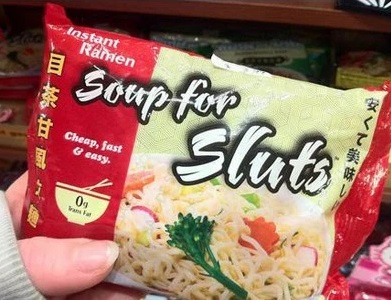 Instant
Ramen
Soup for
Sluts
Cheap, fast
& easy.
0g
Trans Fat
安くて美味し